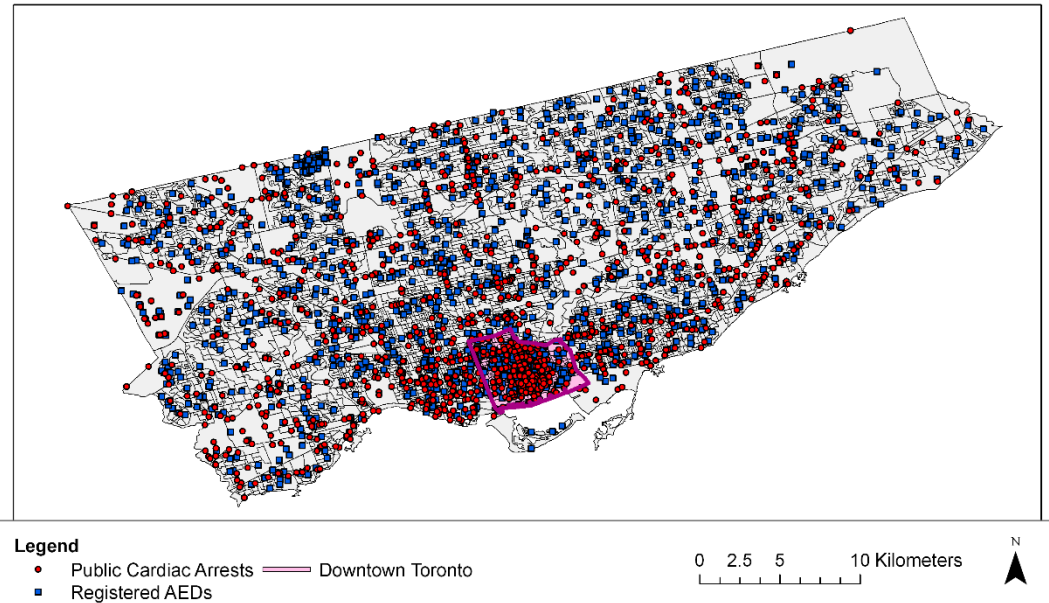 N
Legend
Public Cardiac Arrests Downtown Toronto
Registered AEDs
0 2.5 5 10 Kilometers